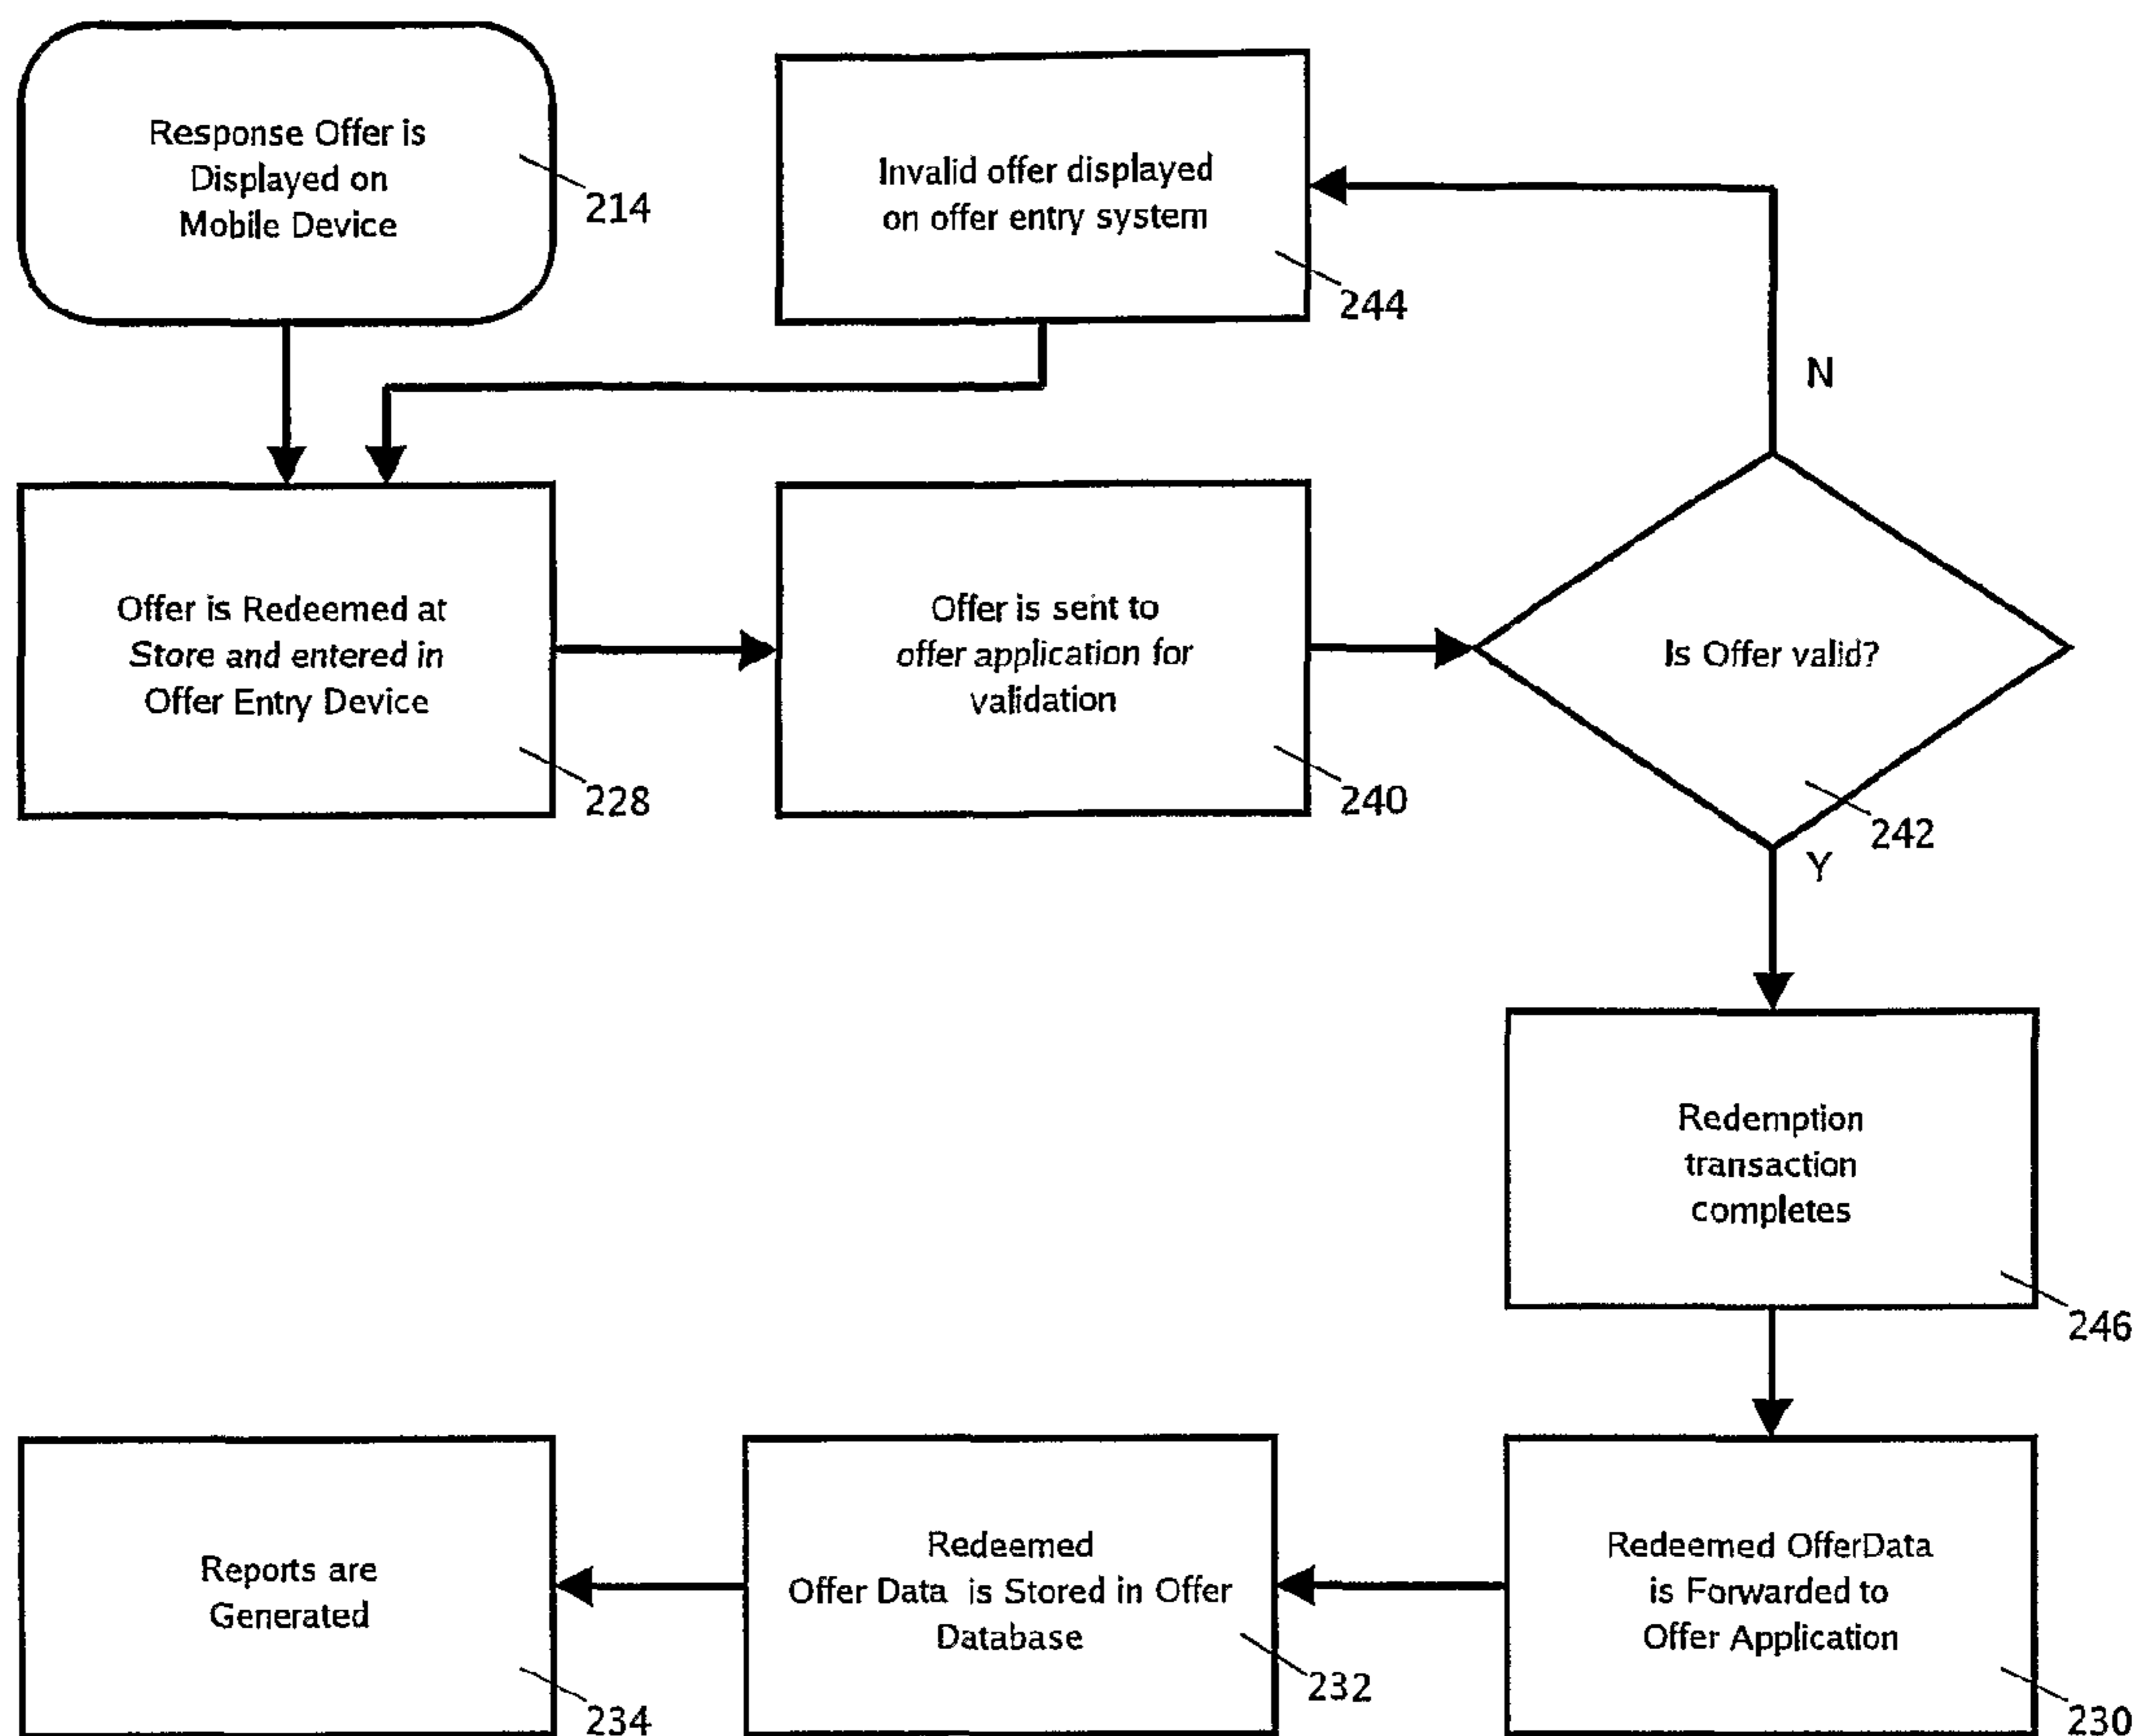 Response Offer is
Displayed on
Mobile Device
214
Invalid offer displayed
on offer entry system
244
N
Offer is Redeemed at
Store and entered in
Offer Entry Device
228
Offer is sent to
offer application for
validation
240
Is Offer valid?
242
Y
Redemption
transaction
completes
246
Redeemed OfferData
is Forwarded to
Offer Application
230
Redeemed
Offer Data is Stored in Offer
Database
232
Reports are
Generated
234